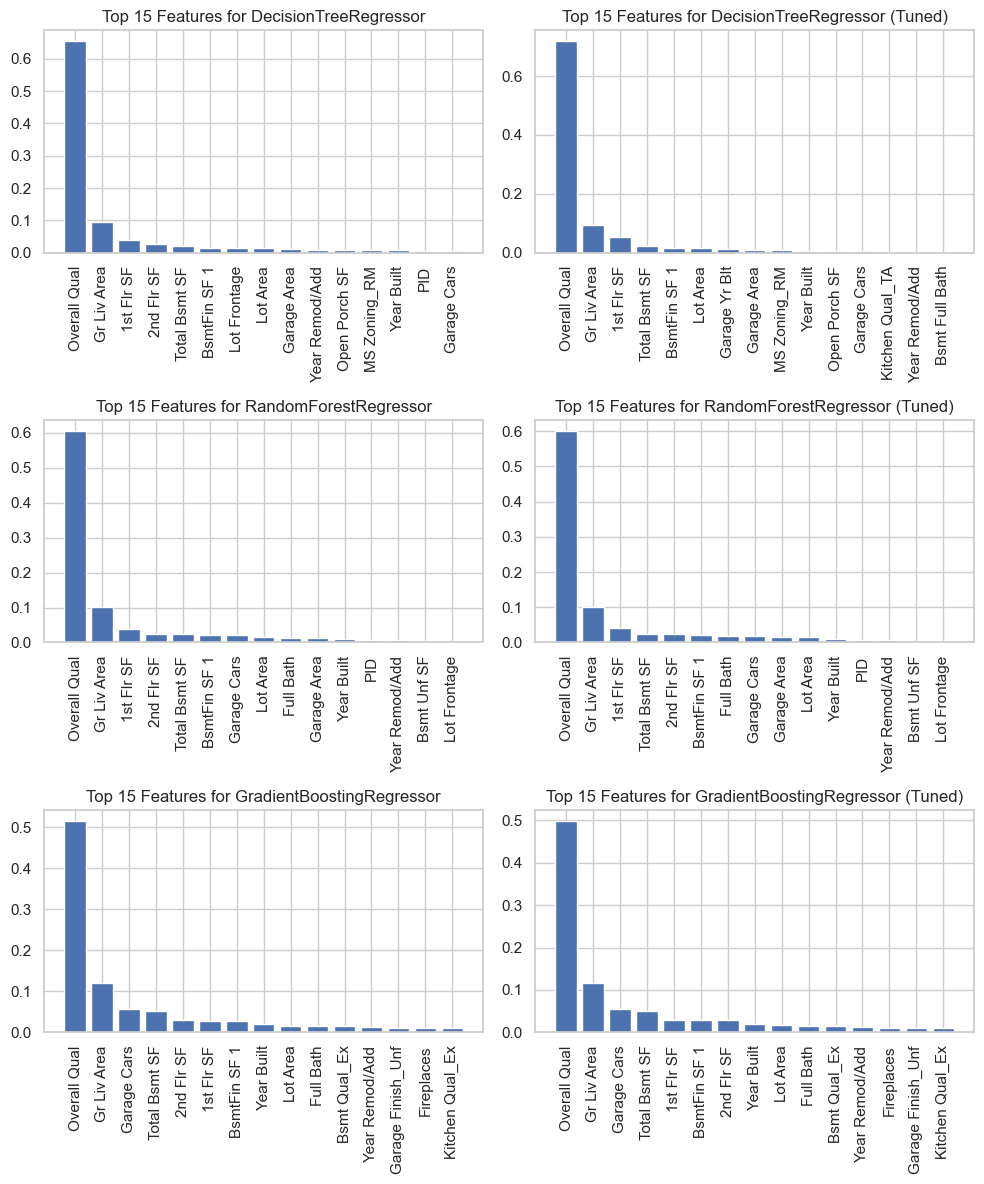 Top 15 Features for DecisionTreeRegressor
0.6
0.5
0.4
0.3
0.2
0.1
0.0
Overall Qual
Gr Liv Area
1st Flr SF
2nd Flr SF
Total Bsmt SF
BsmtFin SF 1
Lot Frontage
Lot Area
Garage Area
Year Remod/Add
Open Porch SF
MS Zoning_RM
Year Built
PID
Garage Cars
Top 15 Features for DecisionTreeRegressor (Tuned)
0.6
0.4
0.2
0.0
Overall Qual
Gr Liv Area
1st Flr SF
Total Bsmt SF
BsmtFin SF 1
Lot Area
Garage Yr Blt
Garage Area
MS Zoning_RM
Year Built
Open Porch SF
Garage Cars
Kitchen Qual_TA
Year Remod/Add
Bsmt Full Bath
Top 15 Features for RandomForestRegressor
0.6
0.5
0.4
0.3
0.2
0.1
0.0
Overall Qual
Gr Liv Area
1st Flr SF
2nd Flr SF
Total Bsmt SF
BsmtFin SF 1
Garage Cars
Lot Area
Full Bath
Garage Area
Year Built
PID
Year Remod/Add
Bsmt Unf SF
Lot Frontage
Top 15 Features for RandomForestRegressor (Tuned)
0.6
0.5
0.4
0.3
0.2
0.1
0.0
Overall Qual
Gr Liv Area
1st Flr SF
Total Bsmt SF
2nd Flr SF
BsmtFin SF 1
Full Bath
Garage Cars
Garage Area
Lot Area
Year Built
PID
Year Remod/Add
Bsmt Unf SF
Lot Frontage
Top 15 Features for GradientBoostingRegressor
0.5
0.4
0.3
0.2
0.1
0.0
Overall Qual
Gr Liv Area
Garage Cars
Total Bsmt SF
2nd Flr SF
1st Flr SF
BsmtFin SF 1
Year Built
Lot Area
Full Bath
Bsmt Qual_Ex
Year Remod/Add
Garage Finish_Unf
Fireplaces
Kitchen Qual_Ex
Top 15 Features for GradientBoostingRegressor (Tuned)
0.5
0.4
0.3
0.2
0.1
0.0
Overall Qual
Gr Liv Area
Garage Cars
Total Bsmt SF
1st Flr SF
BsmtFin SF 1
2nd Flr SF
Year Built
Lot Area
Full Bath
Bsmt Qual_Ex
Year Remod/Add
Fireplaces
Garage Finish_Unf
Kitchen Qual_Ex